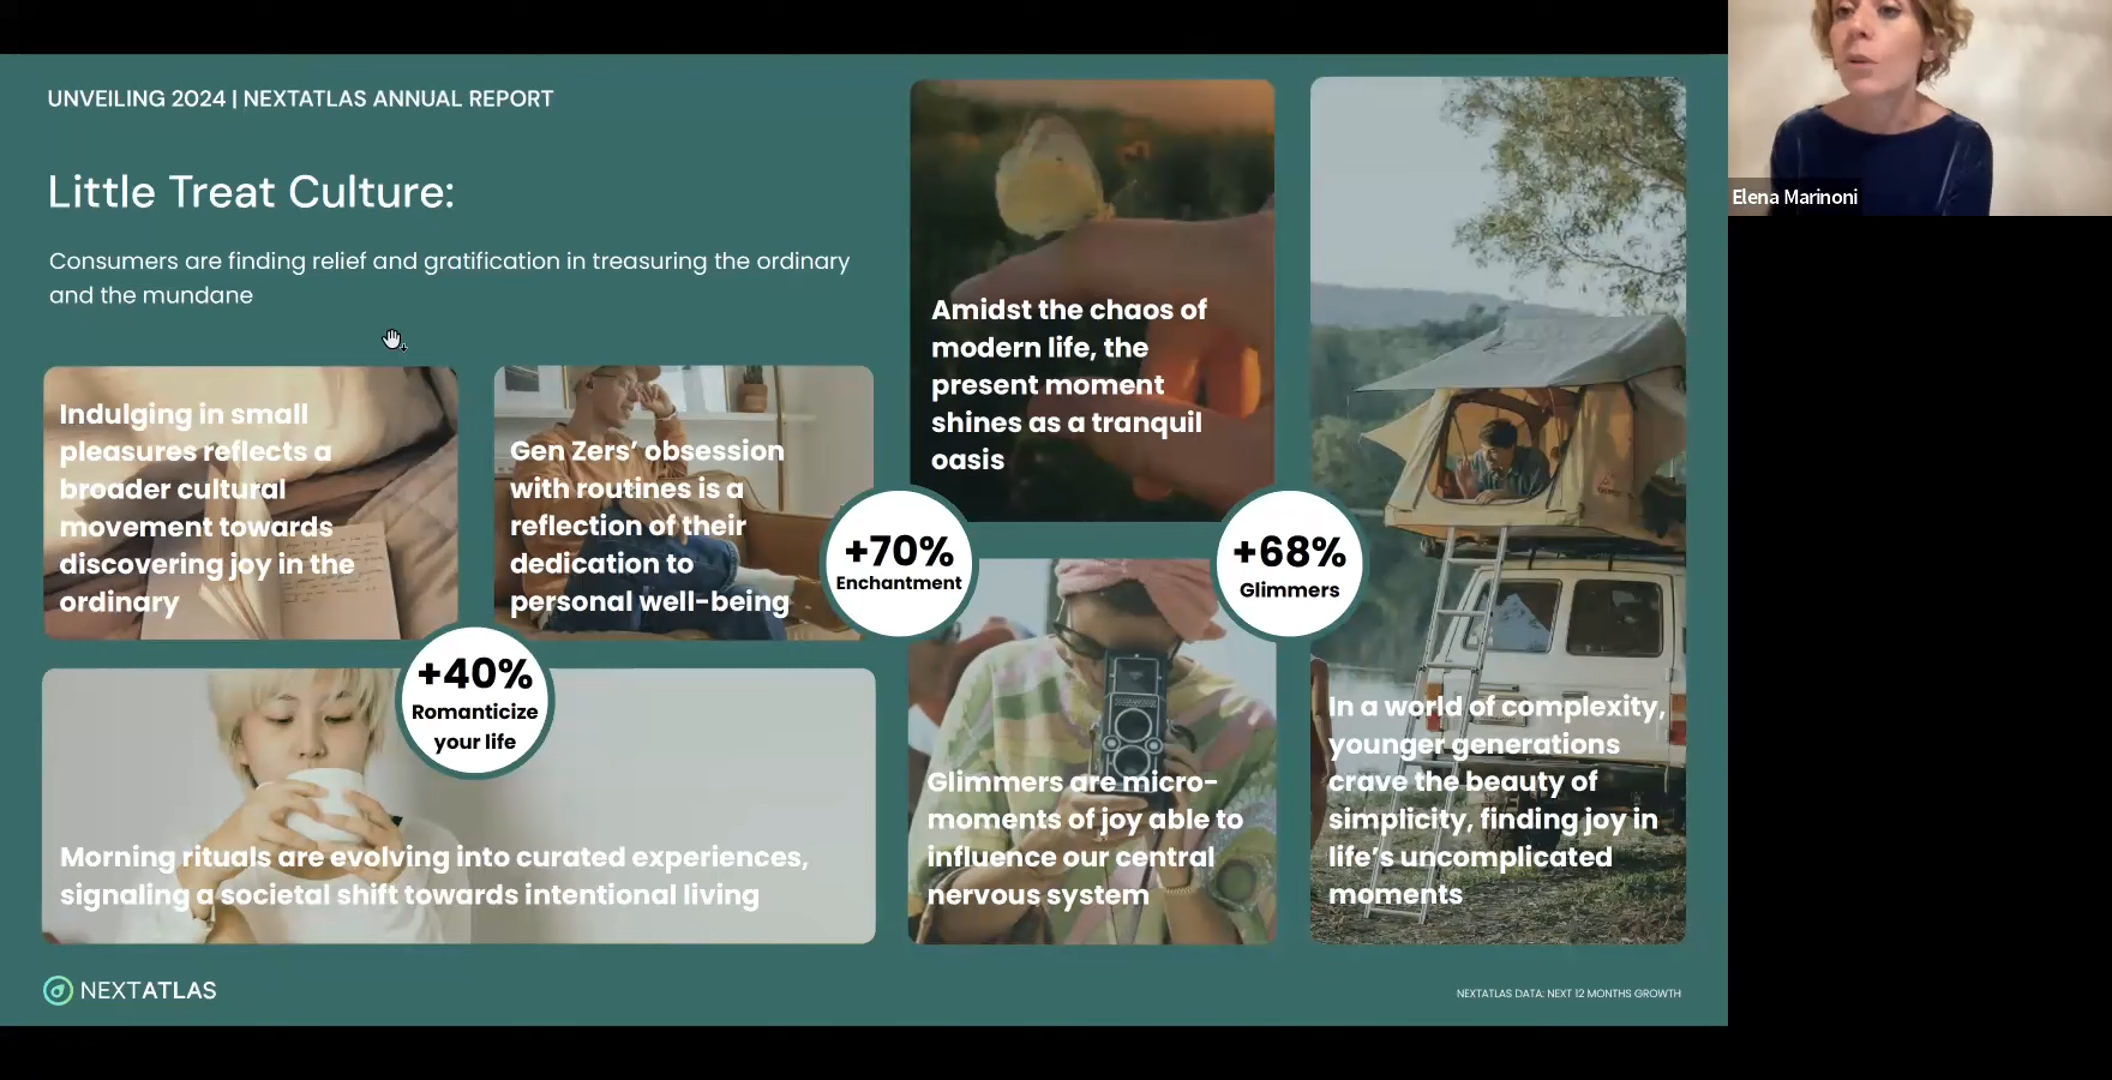 UNVEILING 2024 | NEXTATLAS ANNUAL REPORT
Little Treat Culture:
Consumers are finding relief and gratification in treasuring the ordinary
and the mundane
Indulging in small
pleasures reflects a
broader cultural
movement towards
discovering joy in the
ordinary
Gen Zers’ obsession
with routines is a
reflection of their
dedication to
personal well-being
+40%
Romanticize
your life
Morning rituals are evolving into curated experiences,
signaling a societal shift towards intentional living
Amidst the chaos of
modern life, the
present moment
shines as a tranquil
oasis
+70%
Enchantment
+68%
Glimmers
Glimmers are micro-
moments of joy able to
influence our central
nervous system
In a world of complexity,
younger generations
crave the beauty of
simplicity, finding joy in
life’s uncomplicated
moments
NEXTATLAS
NEXTATLAS DATA: NEXT 12 MONTHS GROWTH
Elena Marinoni